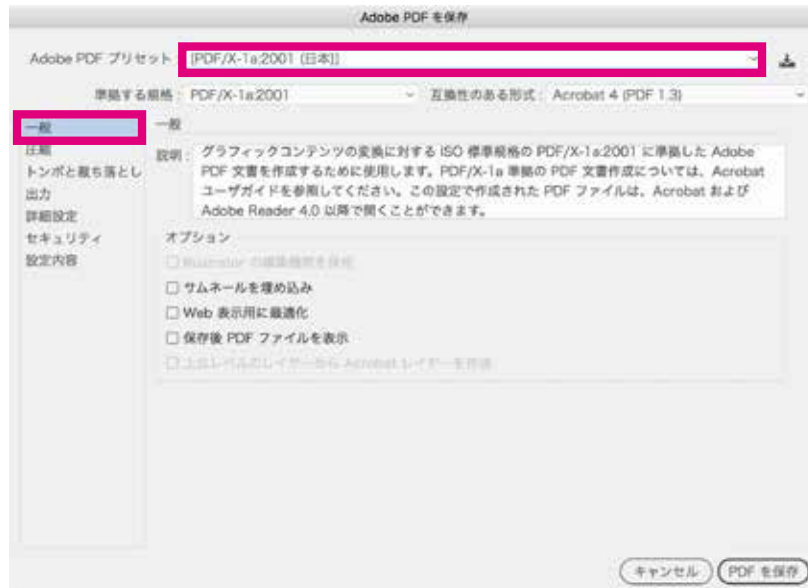 Adobe PDF を保存
Adobe PDF プリセット： [PDF/X-1a:2001 (日本)]
準拠する規格： PDF/X-1a:2001 互換性のある形式： Acrobat 4 (PDF 1.3)
一般
圧縮
トンボと裁ち落とし
出力
詳細設定
セキュリティ
設定内容
一般
説明： グラフィックコンテンツの変換に対する ISO 標準規格の PDF/X-1a:2001 に準拠した Adobe
PDF 文書を作成するために使用します。PDF/X-1a 準拠の PDF 文書作成については、Acrobat
ユーザガイドを参照してください。この設定で作成された PDF ファイルは、Acrobat および
Adobe Reader 4.0 以降で開くことができます。
オプション
Illustrator の編集機能を保持
サムネールを埋め込み
Web 表示用に最適化
保存後 PDF ファイルを表示
上位レベルのレイヤーから Acrobat レイヤーを作成
キャンセル
PDF を保存